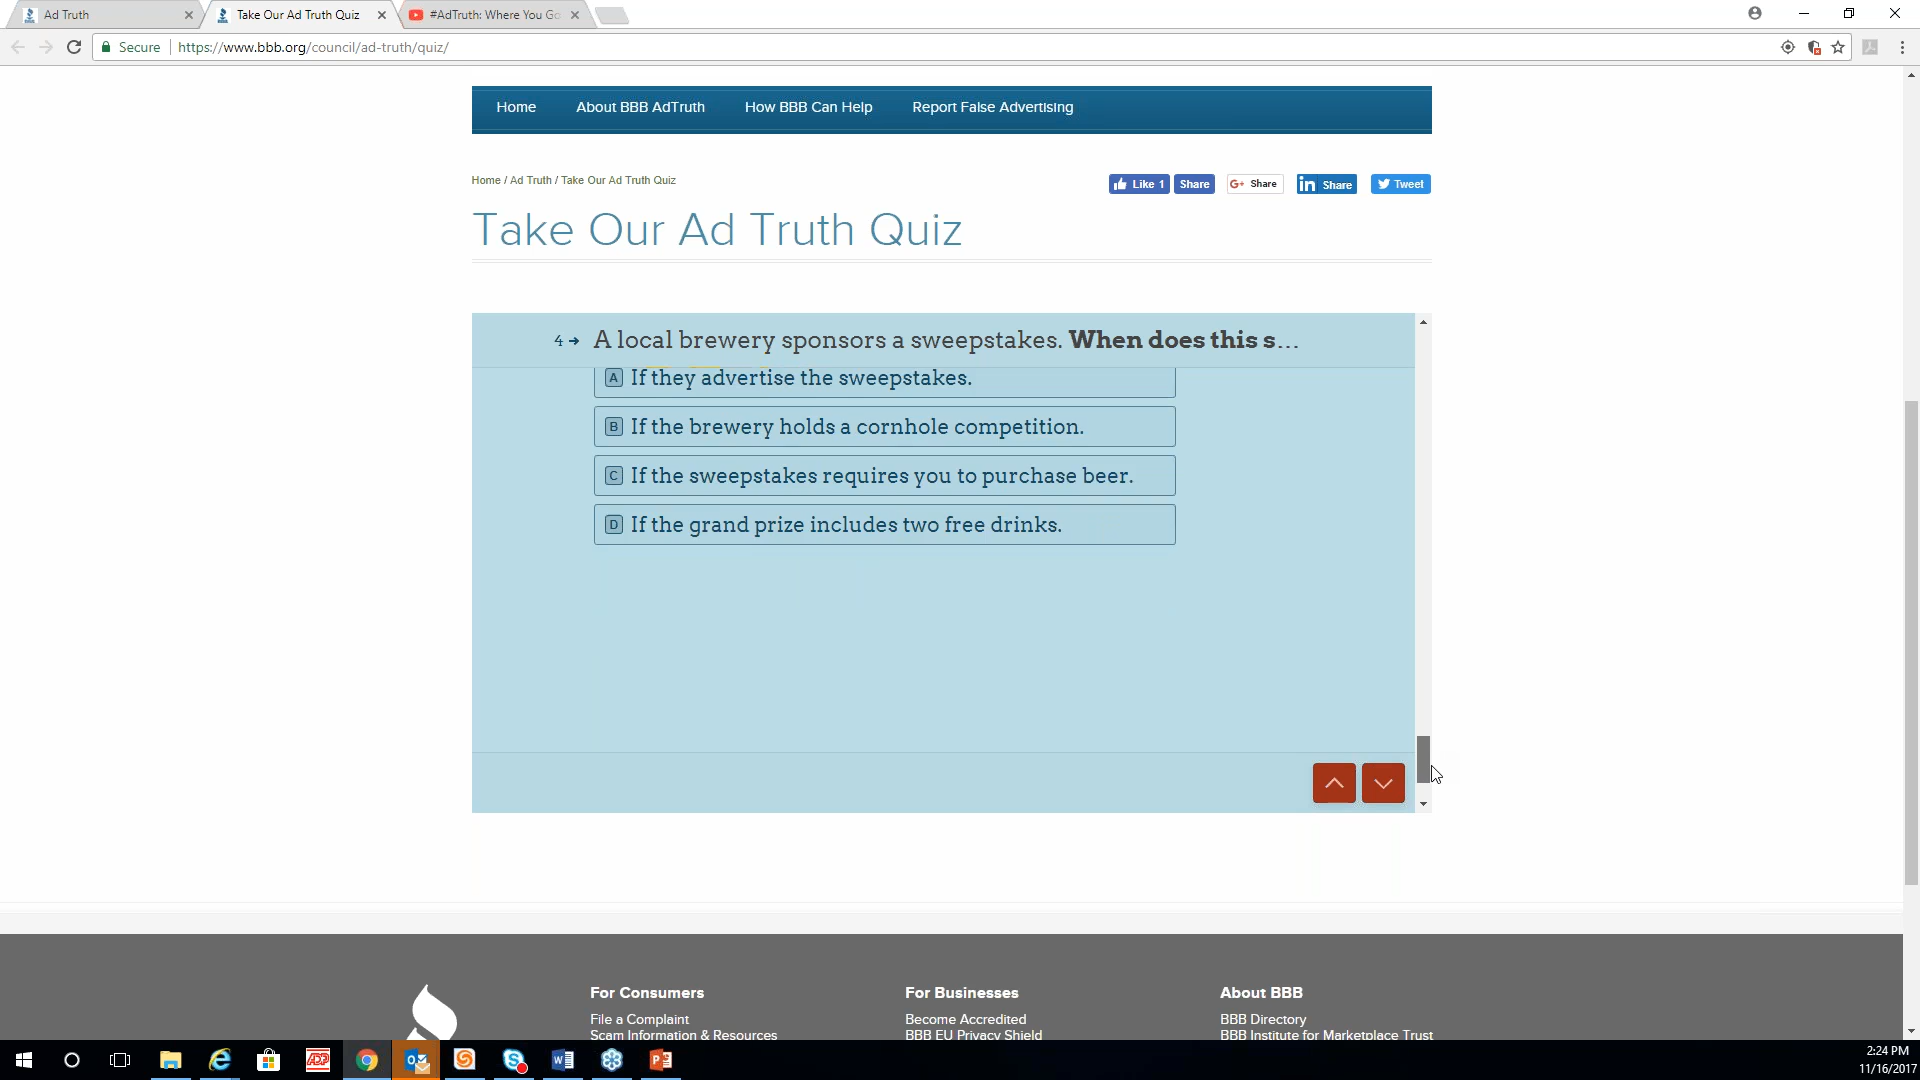 Ad Truth
Take Our Ad Truth Quiz
#AdTruth: Where You Go
Secure
https://www.bbb.org/council/ad-truth/quiz/
Home About BBB AdTruth How BBB Can Help Report False Advertising
Home / Ad Truth / Take Our Ad Truth Quiz
Like 1 Share G+ Share in Share Tweet
Take Our Ad Truth Quiz
4 → A local brewery sponsors a sweepstakes. When does this s...
A If they advertise the sweepstakes.
B If the brewery holds a cornhole competition.
C If the sweepstakes requires you to purchase beer.
D If the grand prize includes two free drinks.
For Consumers
File a Complaint
Scam Information & Resources
For Businesses
Become Accredited
BBB EU Privacy Shield
About BBB
BBB Directory
BBB Institute for Marketplace Trust
ADP
2:24 PM
11/16/2017